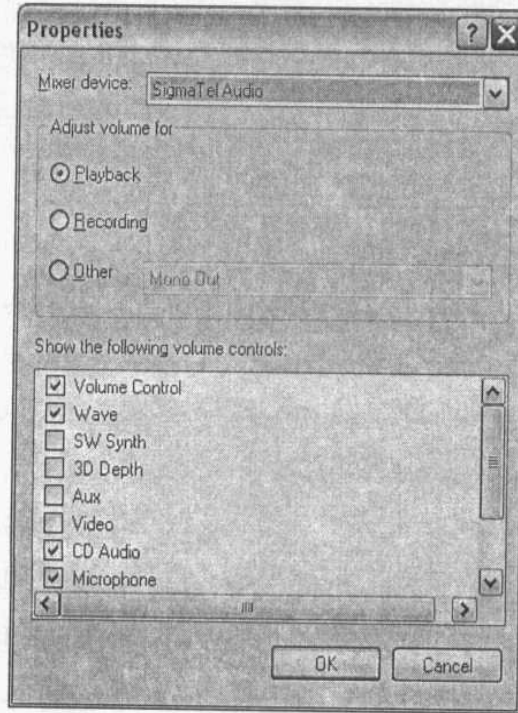 Properties
Mixer device: SigmaTel Audio
Adjust volume for
Playback
Recording
Other Mono Out
Show the following volume controls:
Volume Control
Wave
SW Synth
3D Depth
Aux
Video
CD Audio
Microphone
OK Cancel